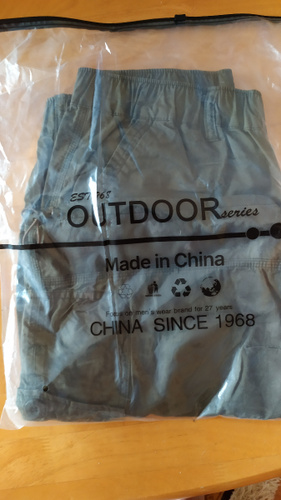 EST 1968
OUTDOOR series
Made in China
Focus on men's wear brand for 27 years
CHINA SINCE 1968